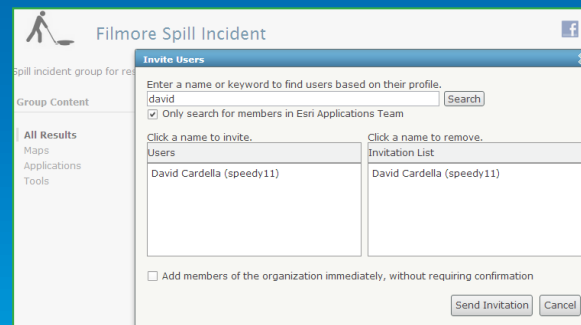 Filmore Spill Incident
f
Invite Users
Spill incident group for res
Enter a name or keyword to find users based on their profile.
david
Search
Only search for members in Esri Applications Team
Group Content
All Results
Maps
Applications
Tools
Click a name to invite.
Users
David Cardella (speedy11)
Click a name to remove.
Invitation List
David Cardella (speedy11)
Add members of the organization immediately, without requiring confirmation
Send Invitation
Cancel